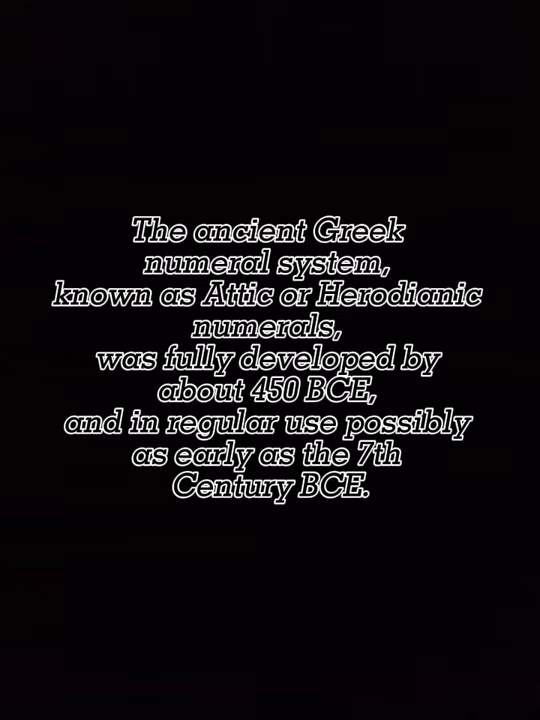 The ancient Greek
numeral system,
known as Attic or Herodianic
numerals,
was fully developed by
about 450 BCE,
and in regular use possibly
as early as the 7th
Century BCE.